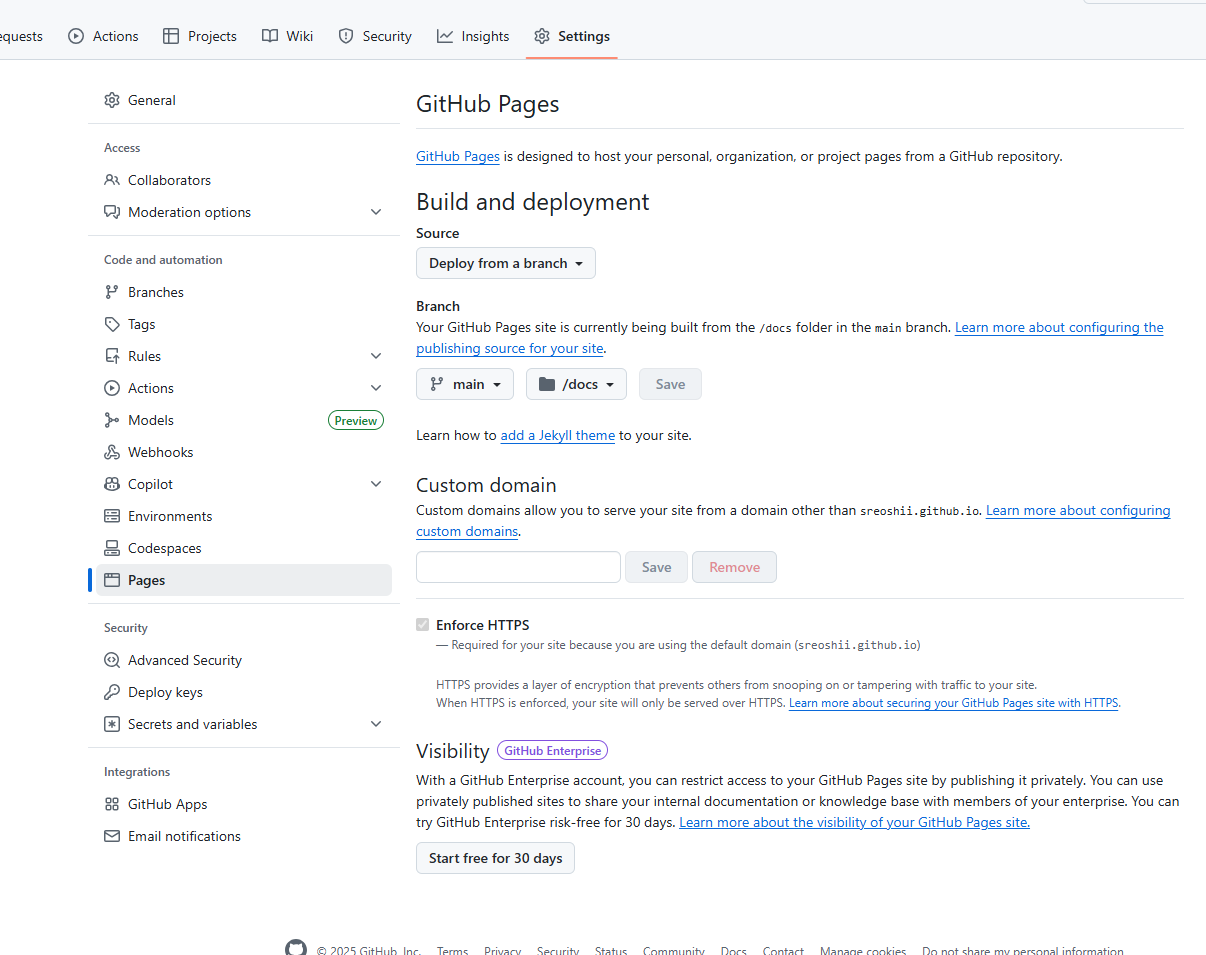 equests Actions Projects Wiki Security Insights Settings
General
Access
Collaborators
Moderation options
Code and automation
Branches
Tags
Rules
Actions
Models Preview
Webhooks
Copilot
Environments
Codespaces
Pages
Security
Advanced Security
Deploy keys
Secrets and variables
Integrations
GitHub Apps
Email notifications
GitHub Pages
GitHub Pages is designed to host your personal, organization, or project pages from a GitHub repository.
Build and deployment
Source
Deploy from a branch
Branch
Your GitHub Pages site is currently being built from the /docs folder in the main branch. Learn more about configuring the
publishing source for your site.
main /docs Save
Learn how to add a Jekyll theme to your site.
Custom domain
Custom domains allow you to serve your site from a domain other than sreoshii.github.io. Learn more about configuring
custom domains.
Save Remove
Enforce HTTPS
— Required for your site because you are using the default domain (sreoshii.github.io)
HTTPS provides a layer of encryption that prevents others from snooping on or tampering with traffic to your site.
When HTTPS is enforced, your site will only be served over HTTPS. Learn more about securing your GitHub Pages site with HTTPS.
Visibility GitHub Enterprise
With a GitHub Enterprise account, you can restrict access to your GitHub Pages site by publishing it privately. You can use
privately published sites to share your internal documentation or knowledge base with members of your enterprise. You can
try GitHub Enterprise risk-free for 30 days. Learn more about the visibility of your GitHub Pages site.
Start free for 30 days
© 2025 GitHub, Inc. Terms Privacy Security Status Community Docs Contact Manage cookies Do not share my personal information